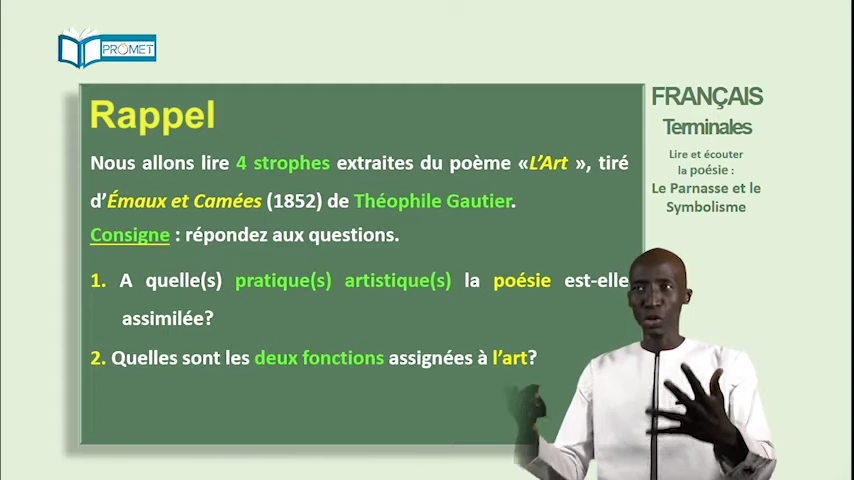 PROMET
Rappel
Nous allons lire 4 strophes extraites du poème «L’Art », tiré
d’Émaux et Camées (1852) de Théophile Gautier.
Consigne : répondez aux questions.
1. A quelle(s) pratique(s) artistique(s) la poésie est-elle
assimilée?
2. Quelles sont les deux fonctions assignées à l’art?
FRANÇAIS
Terminales
Lire et écouter
la poésie :
Le Parnasse et le
Symbolisme